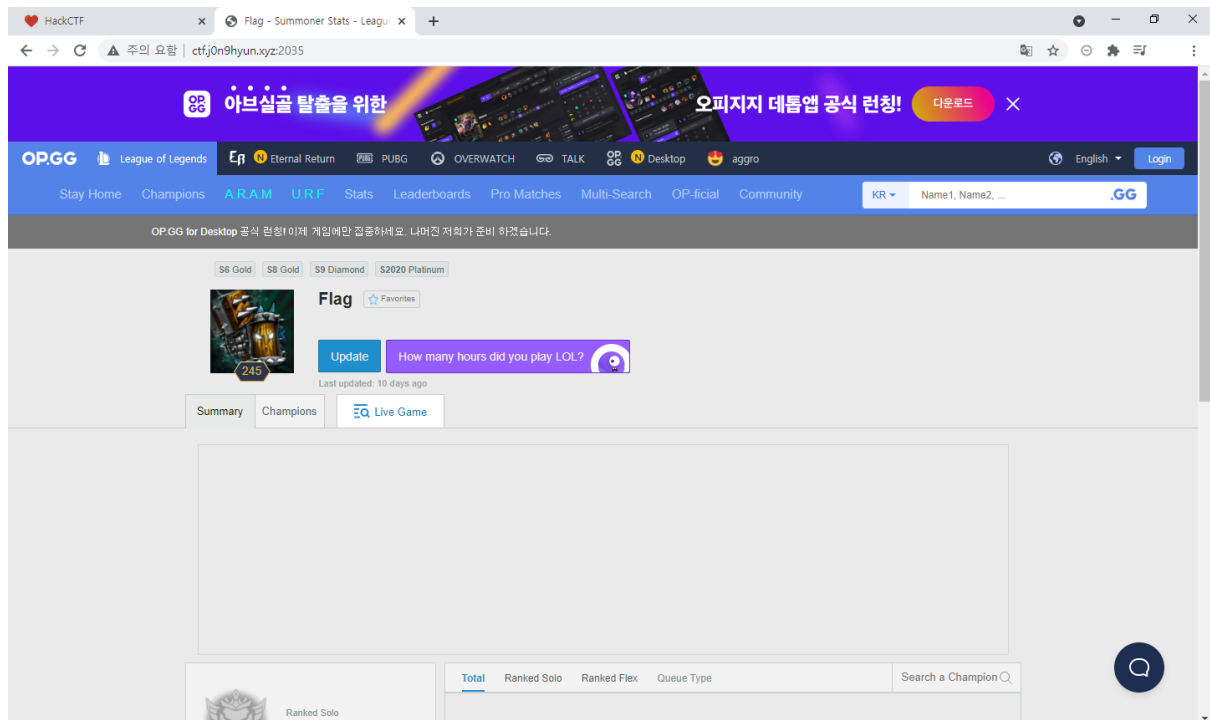 HackCTF
Flag - Summoner Stats - Leagu
주의 요함 | ctf.j0n9hyun.xyz:2035
OP.GG 아브실골 탈출을 위한 오피지지 데톱앱 공식 런칭! 다운로드
OP.GG League of Legends Eternal Return PUBG OVERWATCH TALK OP.GG N Desktop aggro English Login
Stay Home Champions A.R.A.M U.R.F Stats Leaderboards Pro Matches Multi-Search OP-ficial Community KR Name1, Name2, ... .GG
OP.GG for Desktop 공식 런칭! 이제 게임에만 집중하세요. 나머진 저희가 준비 하겠습니다.
S6 Gold S8 Gold S9 Diamond S2020 Platinum
Flag Favorites
Update How many hours did you play LOL?
245
Last updated: 10 days ago
Summary Champions Live Game
Total Ranked Solo Ranked Flex Queue Type Search a Champion
Ranked Solo